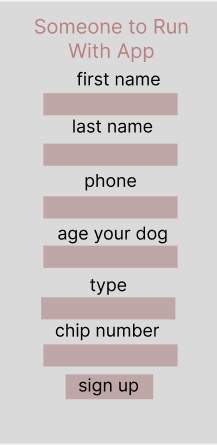 Someone to Run
With App
first name
last name
phone
age your dog
type
chip number
sign up